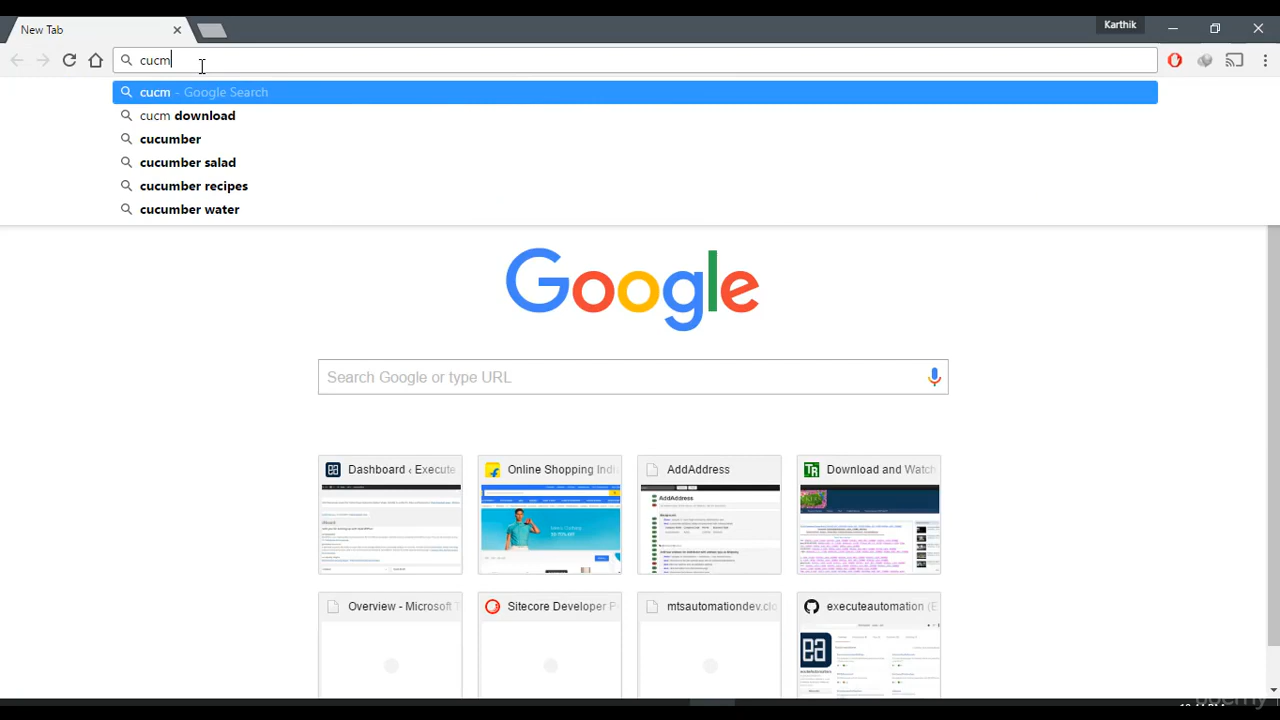 New Tab
Karthik
cucm
cucm - Google Search
cucm download
cucumber
cucumber salad
cucumber recipes
cucumber water
Google
Search Google or type URL
Dashboard ‹ Execute
Online Shopping Indi
AddAddress
Download and Watch
AddAddress
Overview - Microsoft T
Sitecore Developer P
mtsautomationdev.clo
executeautomation (E
udemy